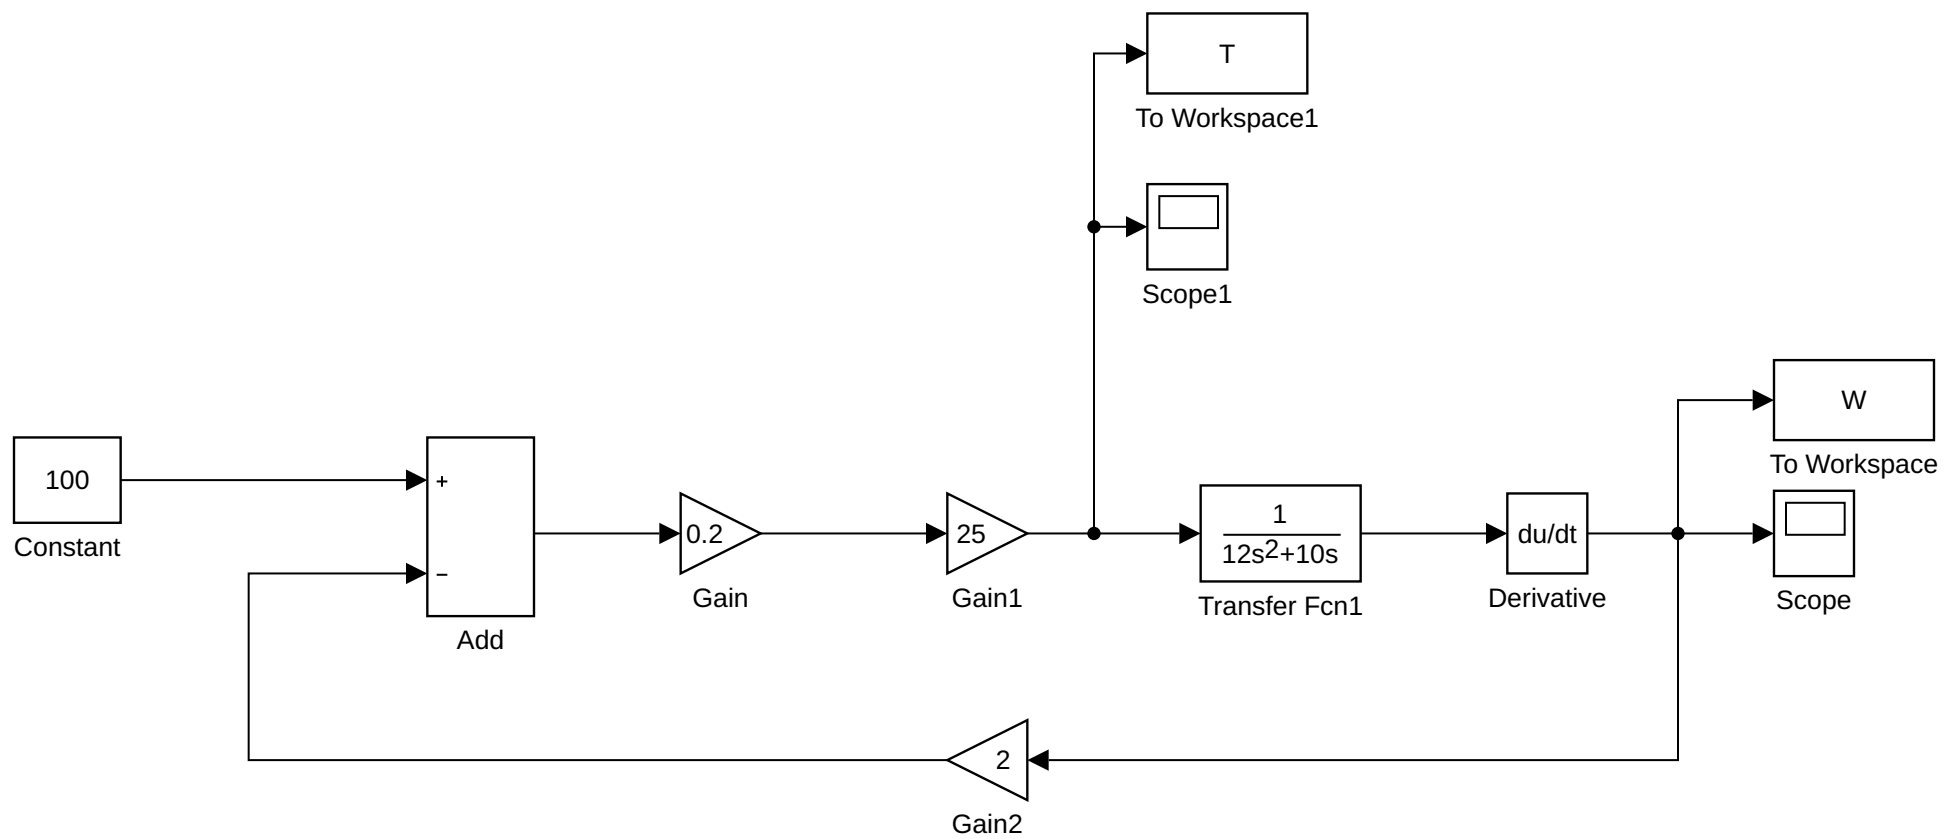 T
To Workspace1
Scope1
W
To Workspace
100
Constant
+
−
Add
0.2
Gain
25
Gain1
1
12s2+10s
Transfer Fcn1
du/dt
Derivative
Scope
2
Gain2